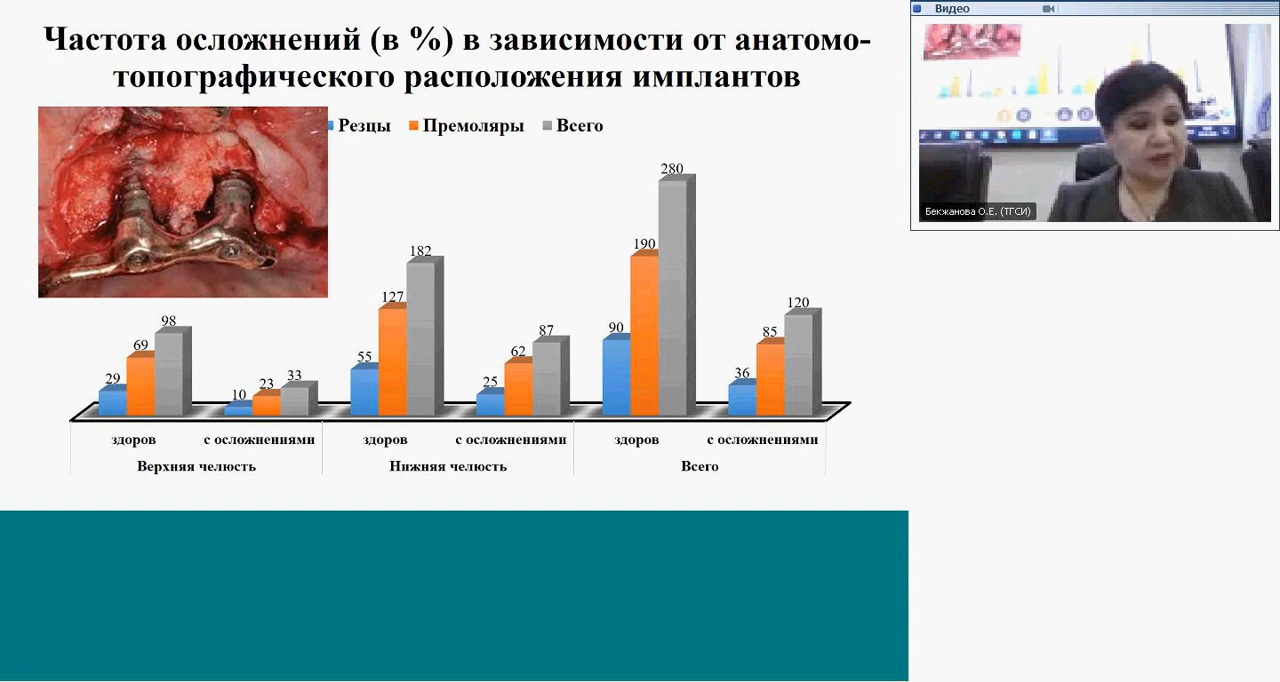 Частота осложнений (в %) в зависимости от анатомо-
топографического расположения имплантов
Резцы Премоляры Всего
29 69 98
10 23 33
55 127 182
25 62 87
90 190 280
36 85 120
здоров с осложнениями здоров с осложнениями здоров с осложнениями
Верхняя челюсть Нижняя челюсть Всего
Видео
Бекжанова О.Е. (ТГСИ)